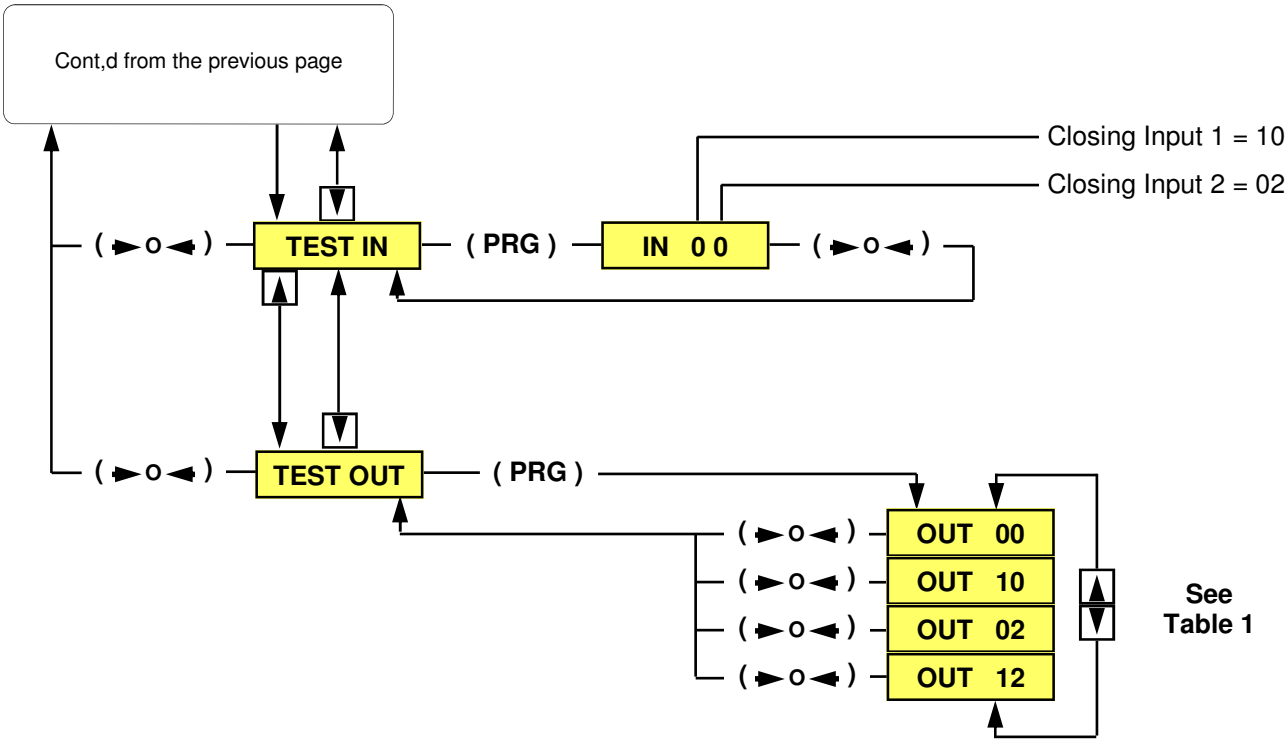 Cont,d from the previous page
Closing Input 1 = 10
Closing Input 2 = 02
( ►O◄ ) TEST IN ( PRG ) IN 0 0 ( ►O◄ )
( ►O◄ ) TEST OUT ( PRG )
( ►O◄ ) OUT 00
( ►O◄ ) OUT 10
See
( ►O◄ ) OUT 02
Table 1
( ►O◄ ) OUT 12